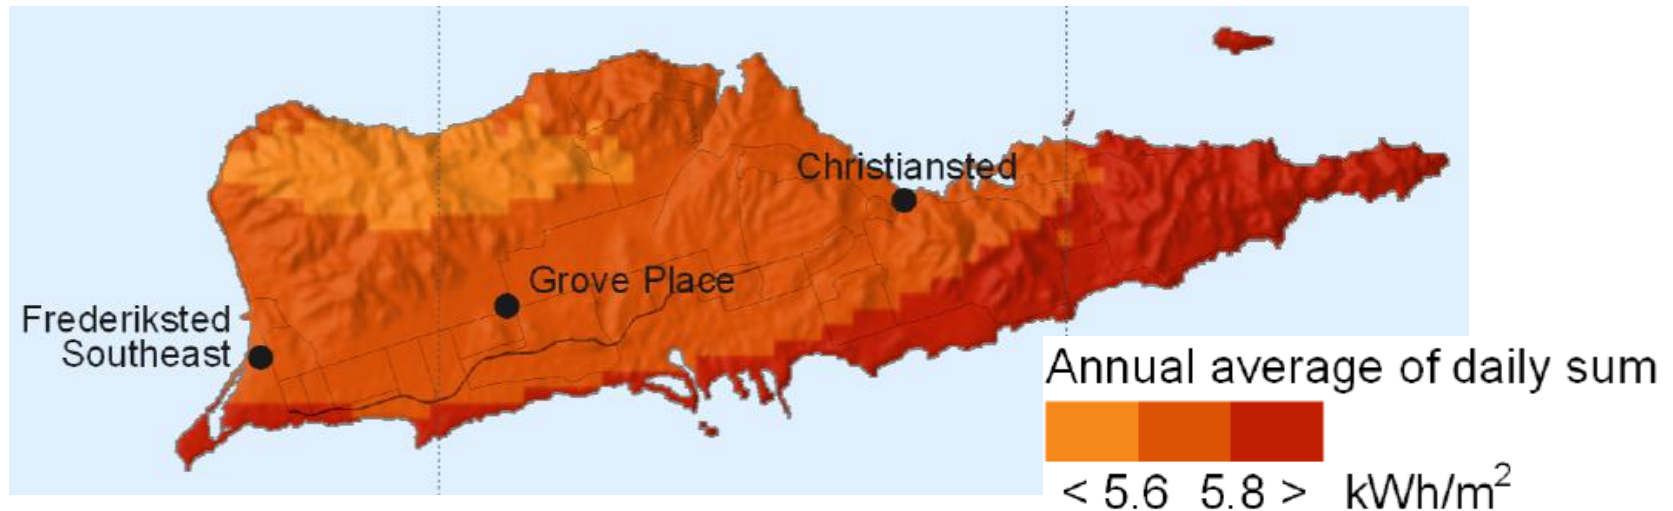 Christiansted
Grove Place
Frederiksted
Southeast
Annual average of daily sum
< 5.6 5.8 > kWh/m²